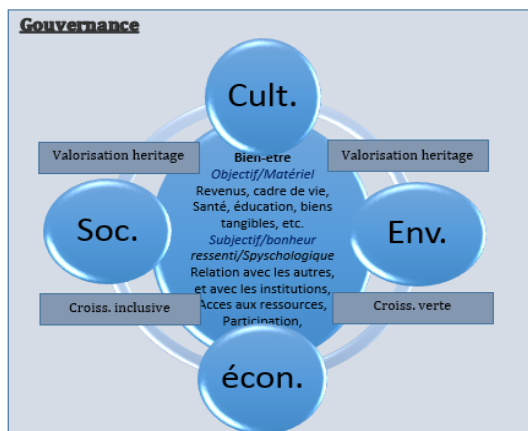 Gouvernance
Cult.
Valorisation heritage
Valorisation heritage
Bien-etre
Objectif/Matériel
Revenus, cadre de vie,
Santé, éducation, biens
tangibles, etc.
Subjectif/bonheur
ressenti/Spyschologique
Relation avec les autres,
et avec les institutions,
Acces aux ressources,
Participation,
Soc.
Env.
Croiss. inclusive
Croiss. verte
écon.